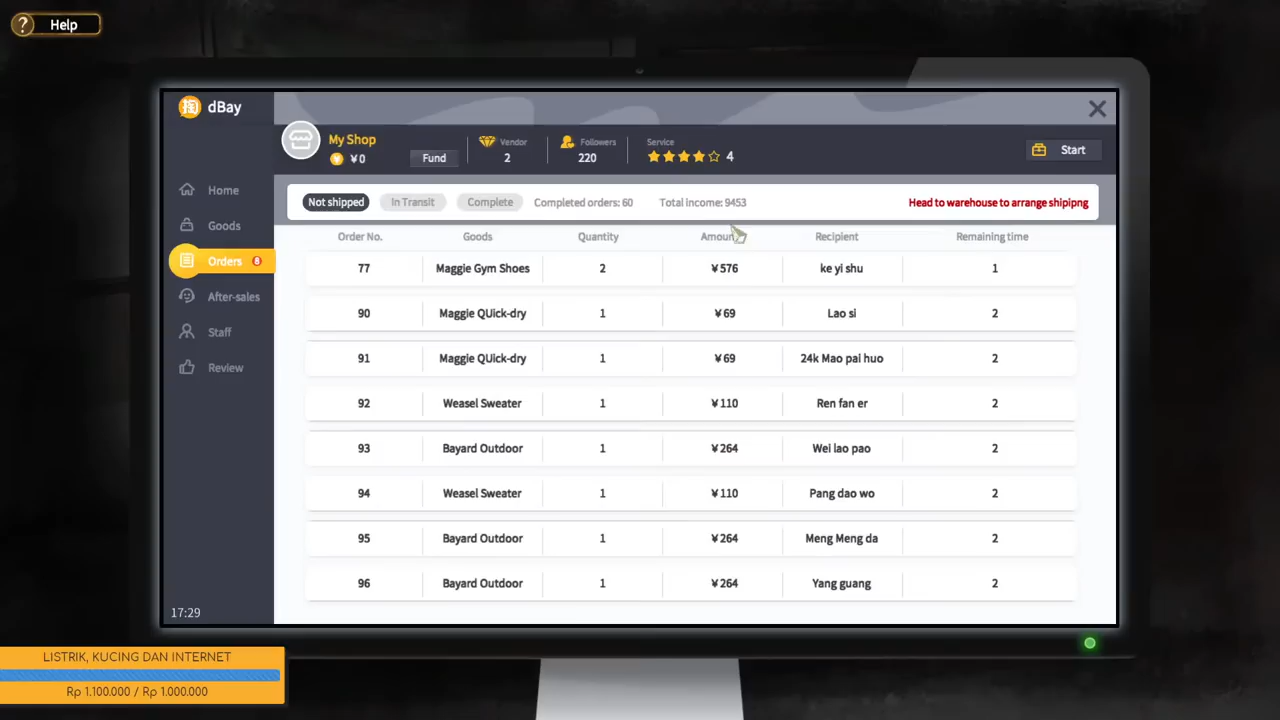 ? Help
掏 dBay
My Shop
¥0
Fund
Vendor
2
Followers
220
Service
4
Start
Home
Goods
Orders 8
After-sales
Staff
Review
17:29
Not shipped In Transit Complete Completed orders: 60 Total income: 9453 Head to warehouse to arrange shipipng
Order No. Goods Quantity Amoun Recipient Remaining time
77 Maggie Gym Shoes 2 ¥576 ke yi shu 1
90 Maggie QUick-dry 1 ¥69 Lao si 2
91 Maggie QUick-dry 1 ¥69 24k Mao pai huo 2
92 Weasel Sweater 1 ¥110 Ren fan er 2
93 Bayard Outdoor 1 ¥264 Wei lao pao 2
94 Weasel Sweater 1 ¥110 Pang dao wo 2
95 Bayard Outdoor 1 ¥264 Meng Meng da 2
96 Bayard Outdoor 1 ¥264 Yang guang 2
LISTRIK, KUCING DAN INTERNET
Rp 1.100.000 / Rp 1.000.000